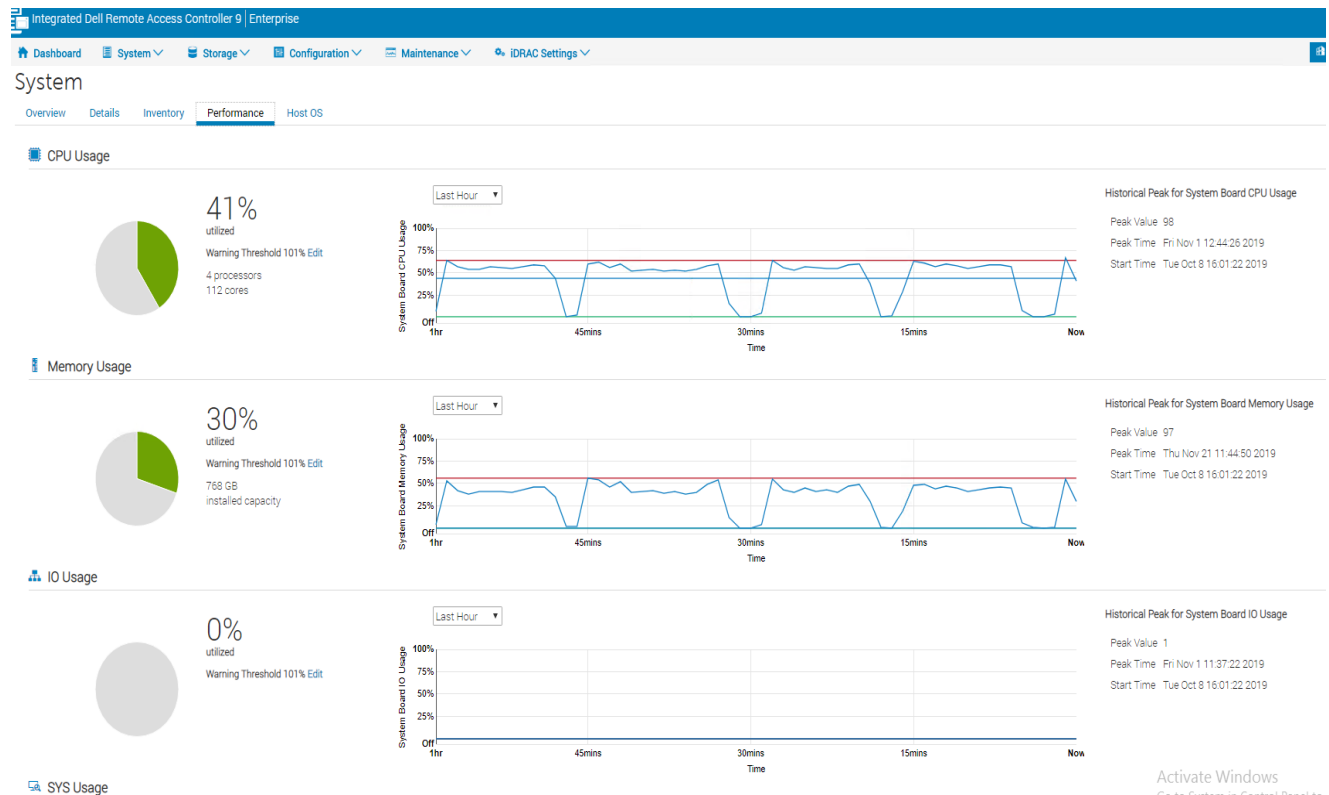 Integrated Dell Remote Access Controller 9 | Enterprise
Dashboard System Storage Configuration Maintenance iDRAC Settings
System
Overview Details Inventory Performance Host OS
CPU Usage
41%
utilized
Warning Threshold 101% Edit
4 processors
112 cores
Last Hour
System Board CPU Usage
100%
75%
50%
25%
Off
1hr 45mins 30mins 15mins Now
Time
Historical Peak for System Board CPU Usage
Peak Value 98
Peak Time Fri Nov 1 12:44:26 2019
Start Time Tue Oct 8 16:01:22 2019
Memory Usage
30%
utilized
Warning Threshold 101% Edit
768 GB
installed capacity
Last Hour
System Board Memory Usage
100%
75%
50%
25%
Off
1hr 45mins 30mins 15mins Now
Time
Historical Peak for System Board Memory Usage
Peak Value 97
Peak Time Thu Nov 21 11:44:50 2019
Start Time Tue Oct 8 16:01:22 2019
IO Usage
0%
utilized
Warning Threshold 101% Edit
Last Hour
System Board IO Usage
100%
75%
50%
25%
Off
1hr 45mins 30mins 15mins Now
Time
Historical Peak for System Board IO Usage
Peak Value 1
Peak Time Fri Nov 1 11:37:22 2019
Start Time Tue Oct 8 16:01:22 2019
SYS Usage
Activate Windows
Go to System in Control Panel to